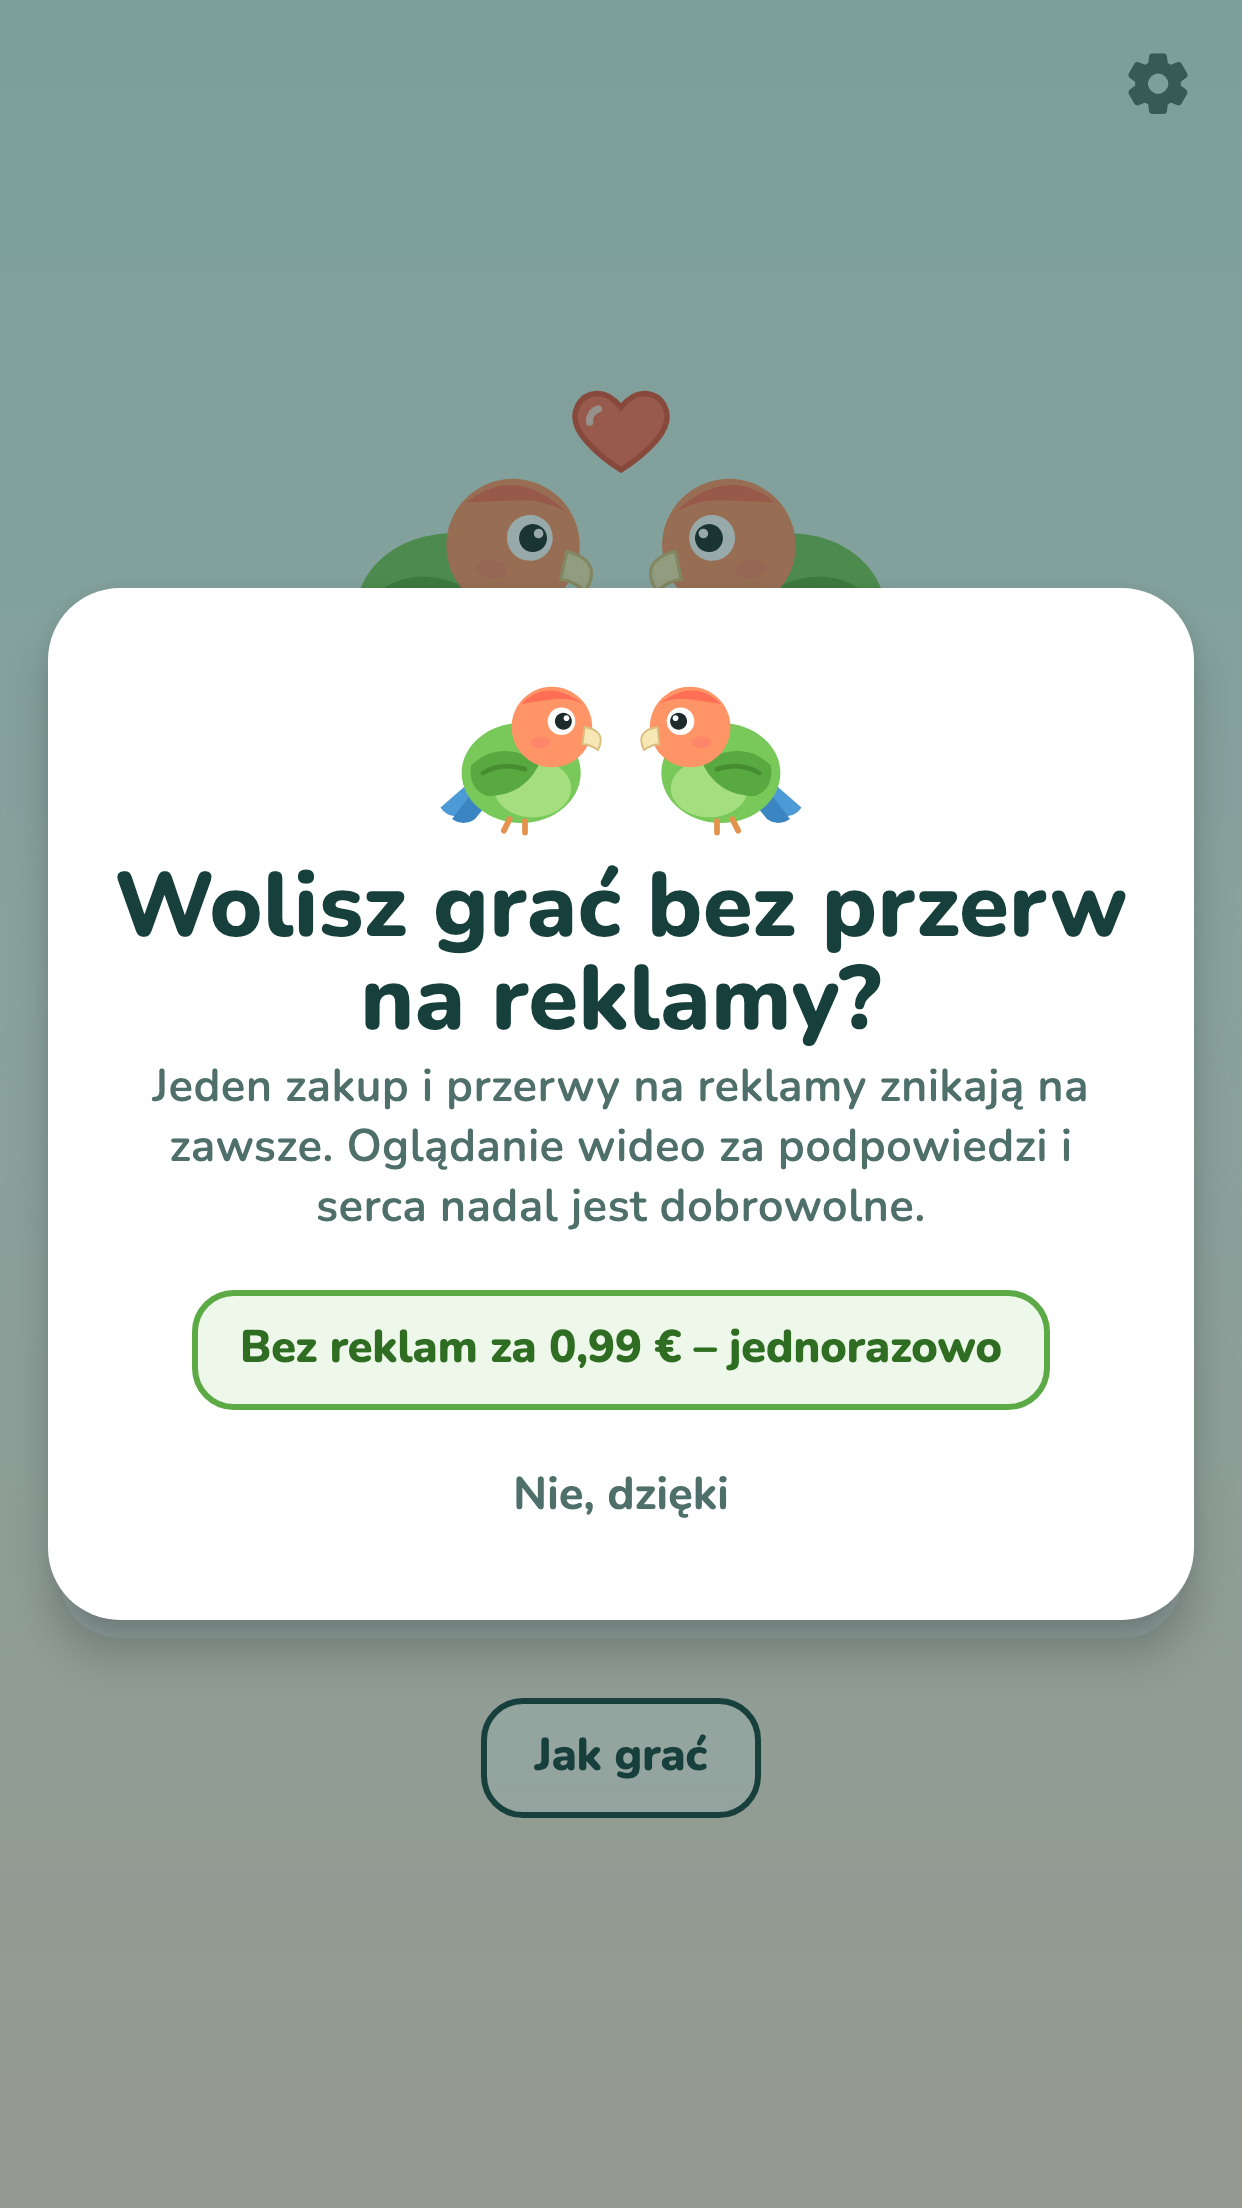 Wolisz grać bez przerw
na reklamy?
Jeden zakup i przerwy na reklamy znikają na
zawsze. Oglądanie wideo za podpowiedzi i
serca nadal jest dobrowolne.
Bez reklam za 0,99 € – jednorazowo
Nie, dzięki
Jak grać